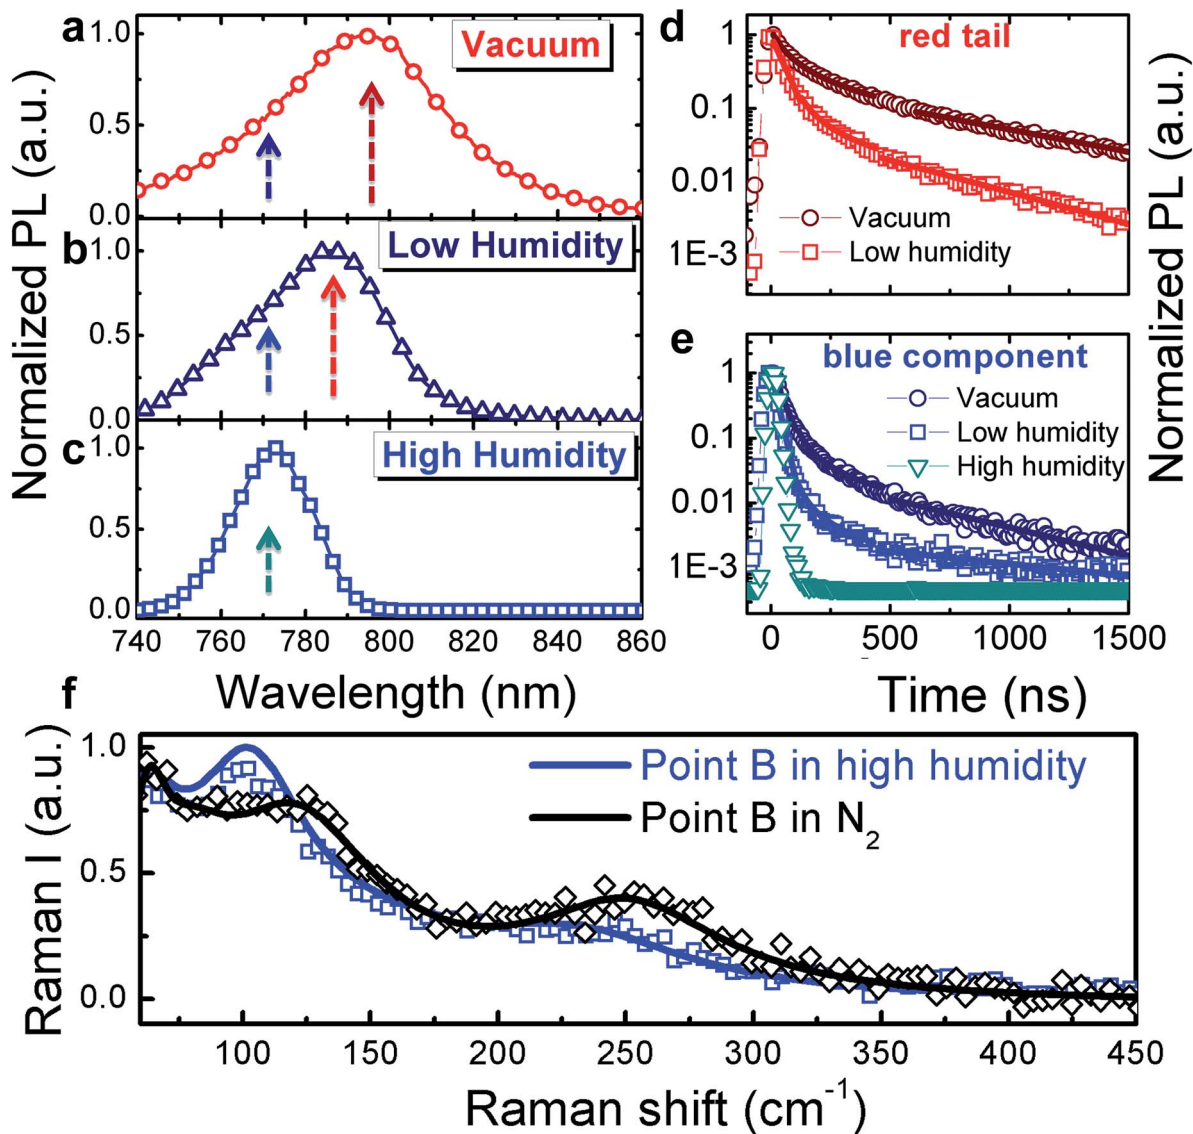 a
Vacuum
1.0
0.5
0.0
b
Low Humidity
1.0
0.5
0.0
c
High Humidity
1.0
0.5
0.0
740 760 780 800 820 840 860
Wavelength (nm)
Normalized PL (a.u.)
d
red tail
1
0.1
0.01
1E-3
Vacuum
Low humidity
e
blue component
1
0.1
0.01
1E-3
Vacuum
Low humidity
High humidity
0 500 1000 1500
Time (ns)
Normalized PL (a.u.)
f
1.0
0.5
0.0
Point B in high humidity
Point B in N2
100 150 200 250 300 350 400 450
Raman shift (cm-1)
Raman I (a.u.)